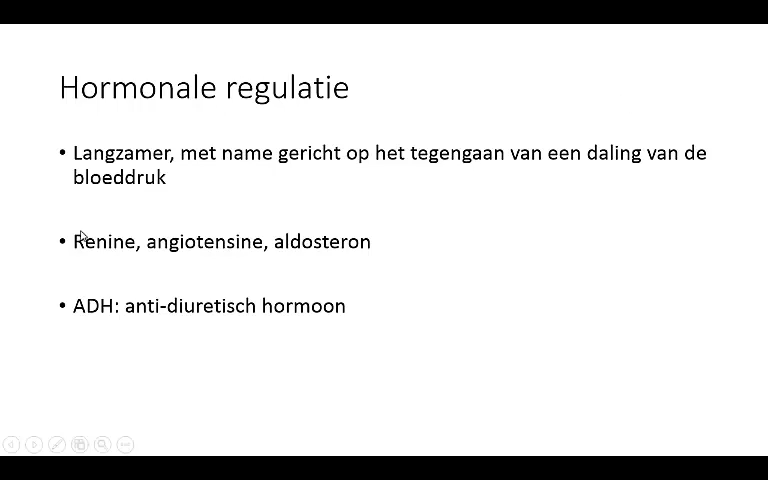 Hormonale regulatie
• Langzamer, met name gericht op het tegengaan van een daling van de
bloeddruk
• Renine, angiotensine, aldosteron
• ADH: anti-diuretisch hormoon